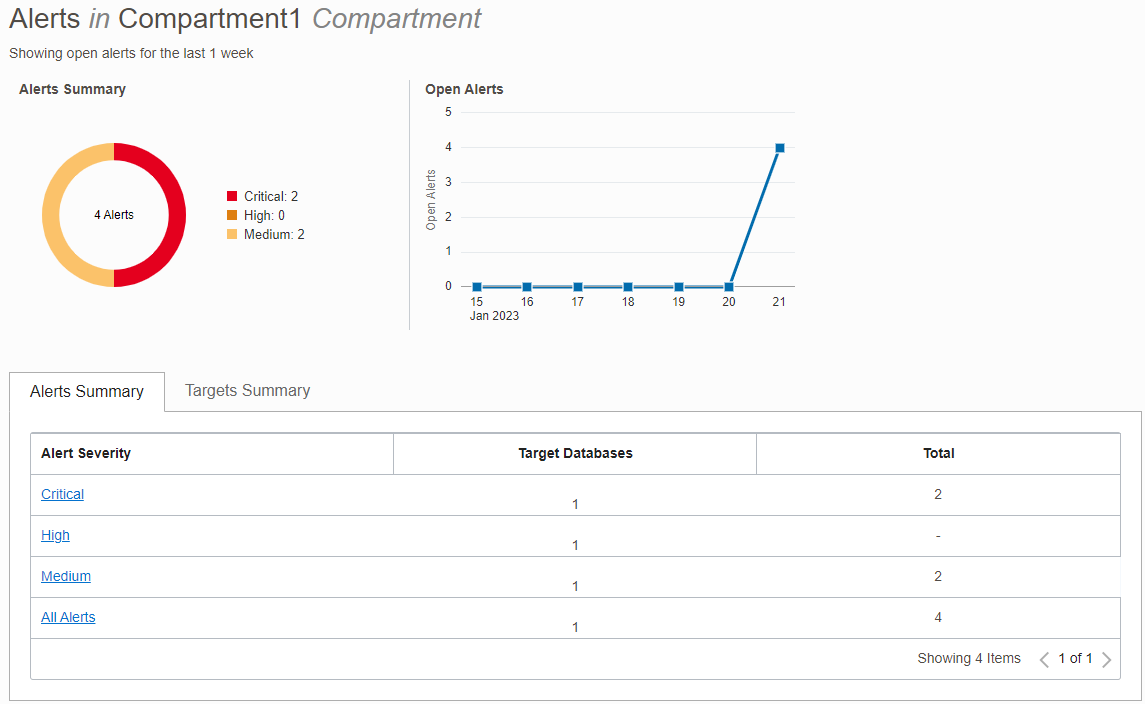 Alerts in Compartment1 Compartment
Showing open alerts for the last 1 week
Alerts Summary
4 Alerts
Critical: 2
High: 0
Medium: 2
Open Alerts
Open Alerts
5
4
3
2
1
0
15 16 17 18 19 20 21
Jan 2023
Alerts Summary Targets Summary
Alert Severity Target Databases Total
Critical 1 2
High 1 -
Medium 1 2
All Alerts 1 4
Showing 4 Items 1 of 1